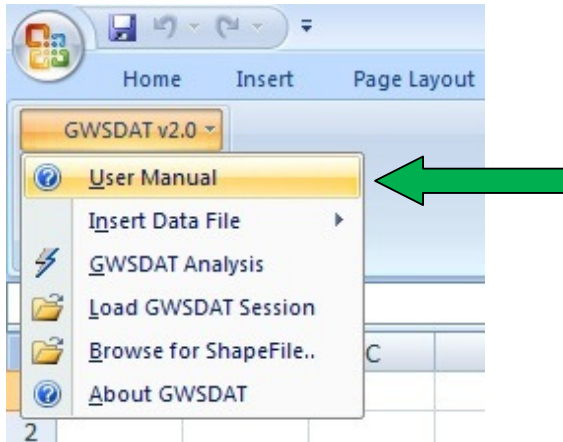 Home Insert Page Layout
GWSDAT v2.0
User Manual
Insert Data File
GWSDAT Analysis
Load GWSDAT Session
Browse for ShapeFile..
C
About GWSDAT
2